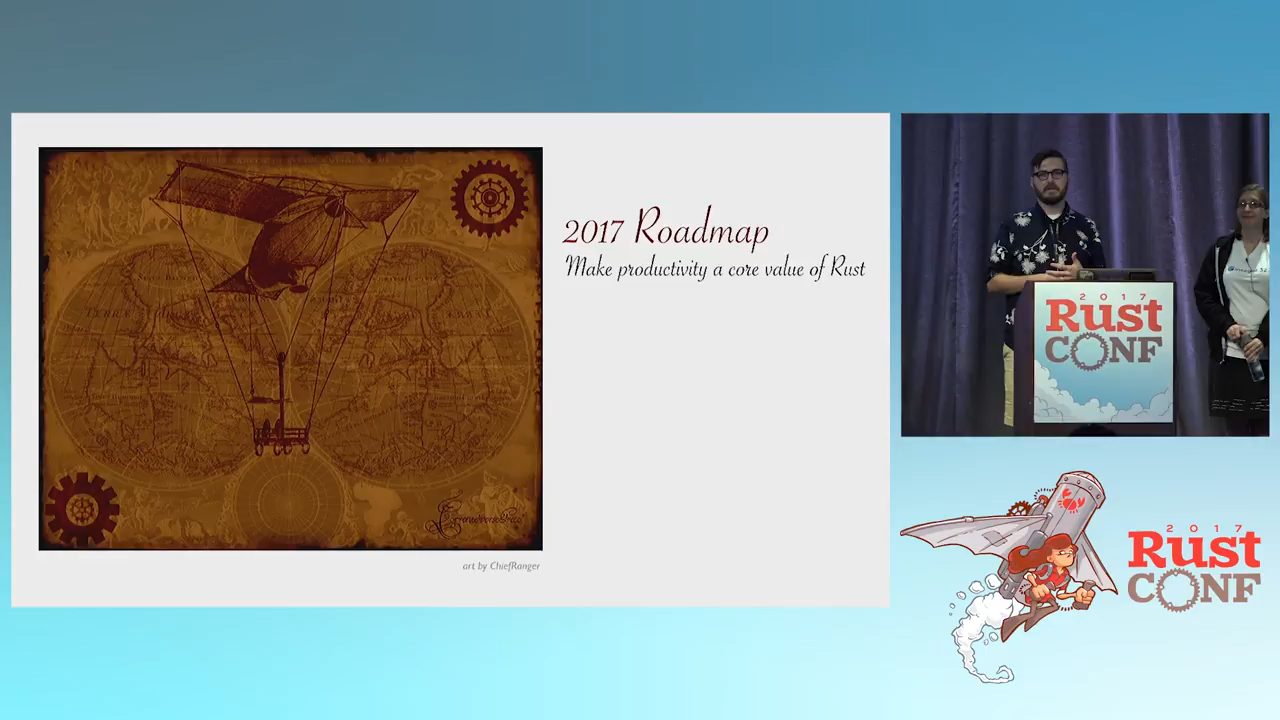 2017 Roadmap
Make productivity a core value of Rust
art by ChiefRanger
2017
Rust
CONF
2017
Rust
CONF